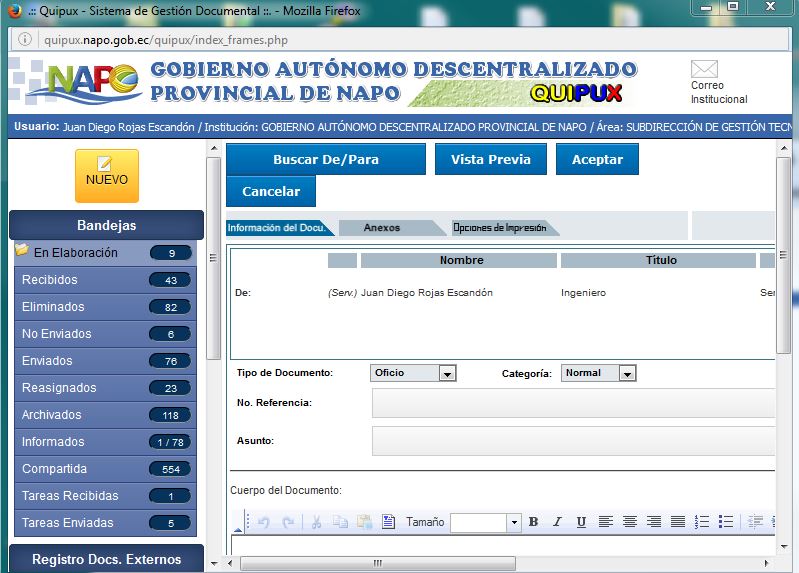 .:: Quipux - Sistema de Gestión Documental ::. - Mozilla Firefox
quipux.napo.gob.ec/quipux/index_frames.php
NAPO
GOBIERNO AUTÓNOMO DESCENTRALIZADO
PROVINCIAL DE NAPO
QUIPUX
Correo
Institucional
Usuario: Juan Diego Rojas Escandón / Institución: GOBIERNO AUTÓNOMO DESCENTRALIZADO PROVINCIAL DE NAPO / Área: SUBDIRECCIÓN DE GESTIÓN TECN
NUEVO
Bandejas
En Elaboración 9
Recibidos 43
Eliminados 82
No Enviados 6
Enviados 76
Reasignados 23
Archivados 118
Informados 1 / 78
Compartida 554
Tareas Recibidas 1
Tareas Enviadas 5
Registro Docs. Externos
Buscar De/Para Vista Previa Aceptar
Cancelar
Información del Docu. Anexos Opciones de Impresión
Nombre Título
De: (Serv.) Juan Diego Rojas Escandón Ingeniero Ser
Tipo de Documento: Oficio Categoría: Normal
No. Referencia:
Asunto:
Cuerpo del Documento:
Tamaño B I U